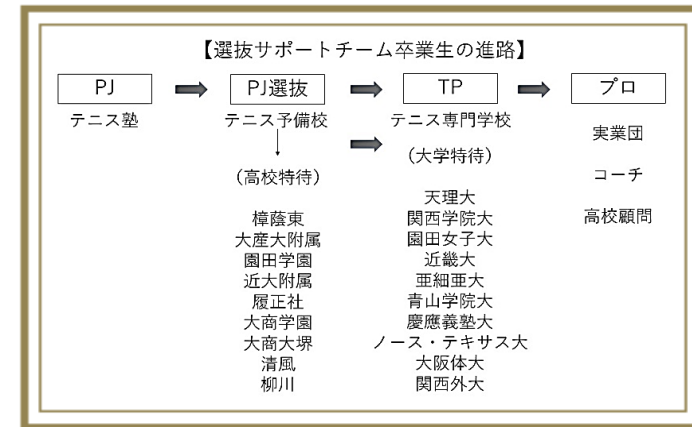 【選抜サポートチーム卒業生の進路】
PJ
テニス塾
PJ選抜
テニス予備校
(高校特待)
樟蔭東
大産大附属
園田学園
近大附属
履正社
大商学園
大商大堺
清風
柳川
TP
テニス専門学校
(大学特待)
天理大
関西学院大
園田女子大
近畿大
亜細亜大
青山学院大
慶應義塾大
ノース・テキサス大
大阪体大
関西外大
プロ
実業団
コーチ
高校顧問